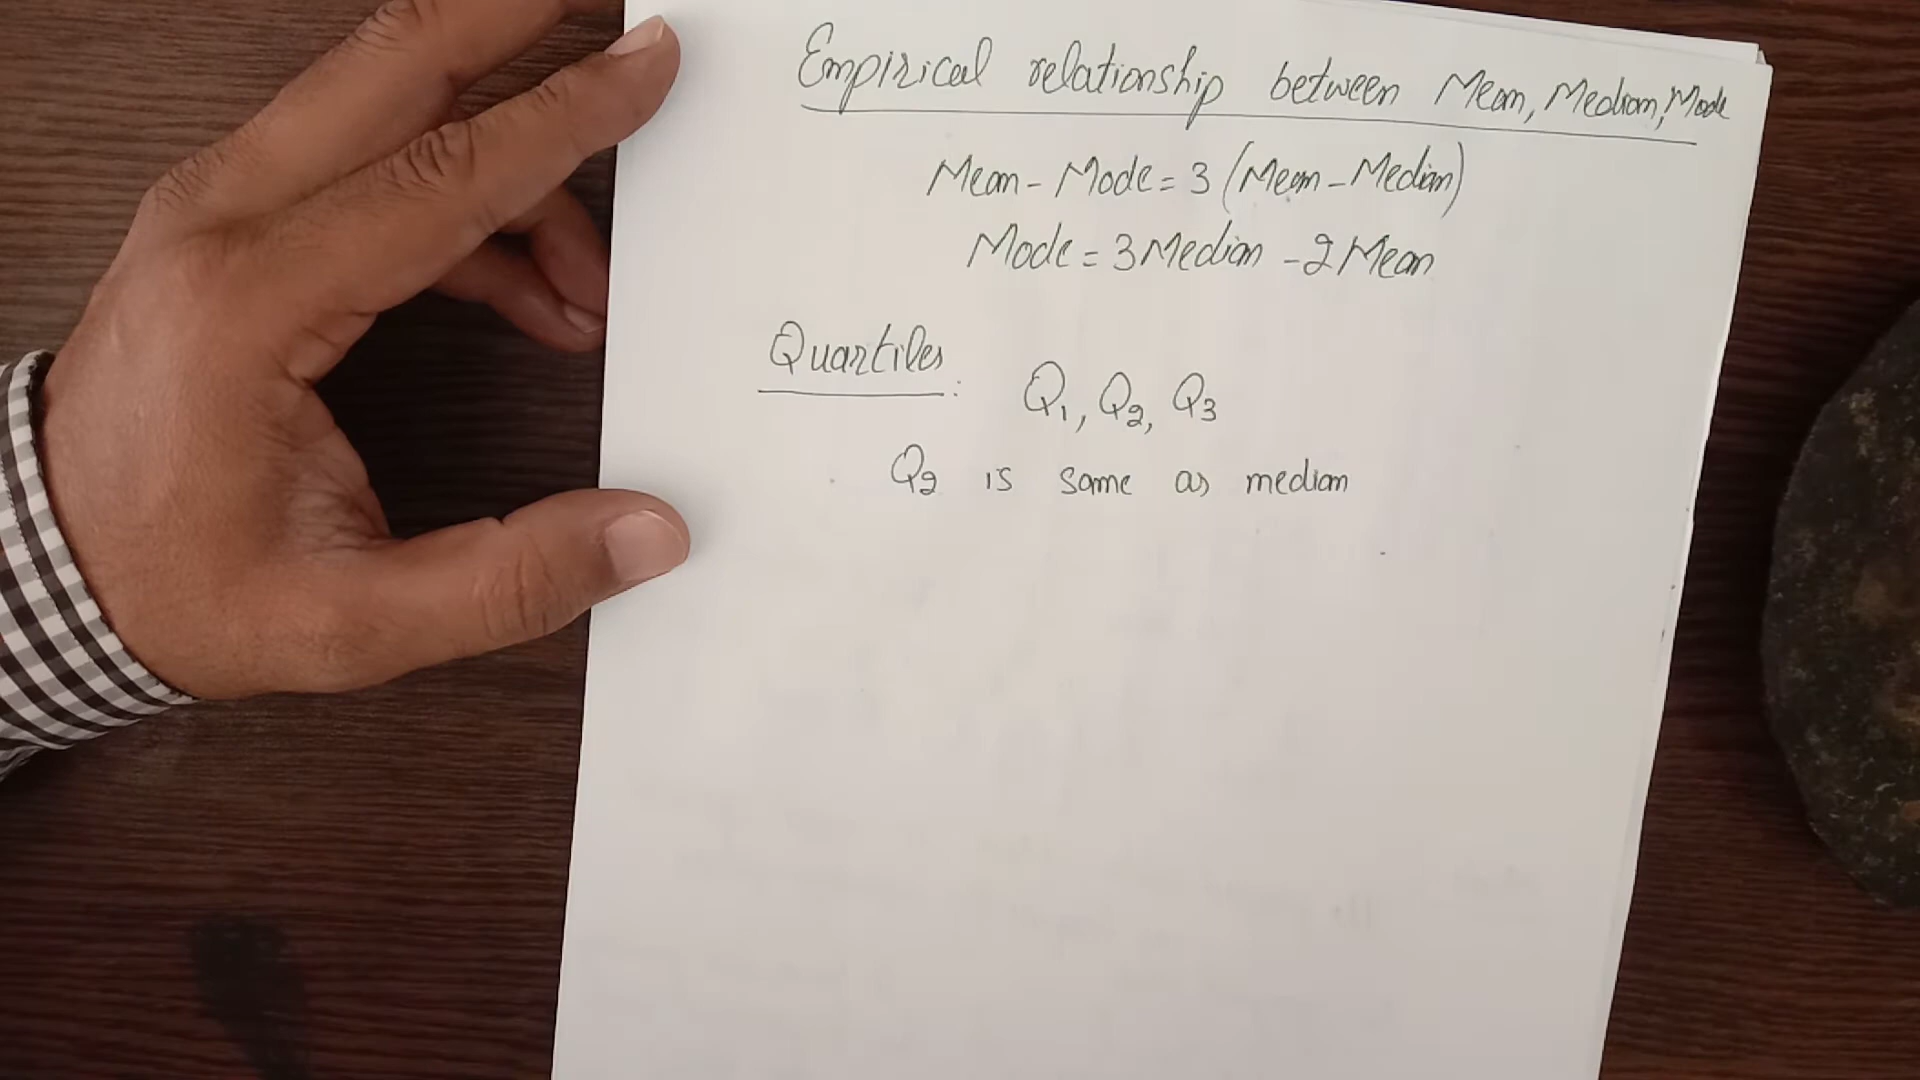 Empirical relationship between Mean, Median, Mode
Mean - Mode = 3 (Mean - Median)
Mode = 3 Median - 2 Mean
Quartiles : Q1, Q2, Q3
Q2 is same as median